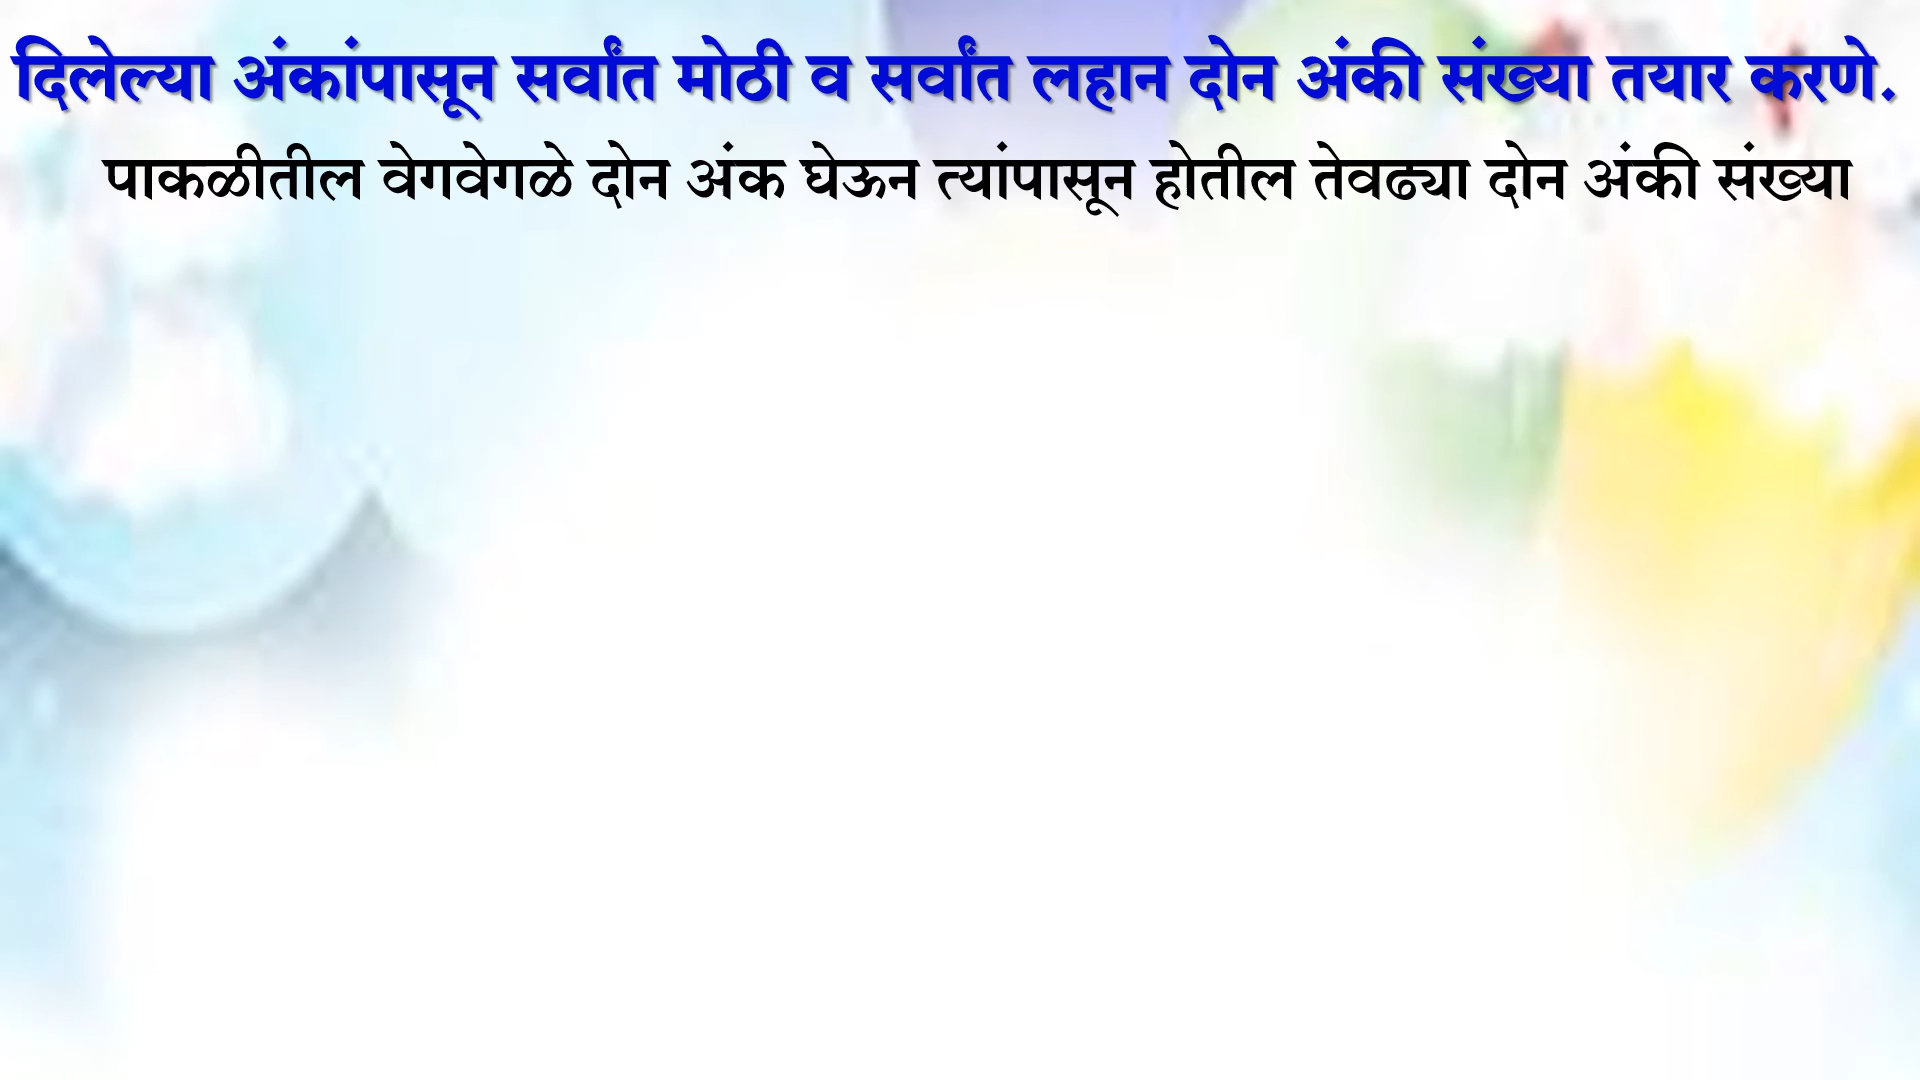 दिलेल्या अंकांपासून सर्वांत मोठी व सर्वांत लहान दोन अंकी संख्या तयार करणे.
पाकळीतील वेगवेगळे दोन अंक घेऊन त्यांपासून होतील तेवढ्या दोन अंकी संख्या